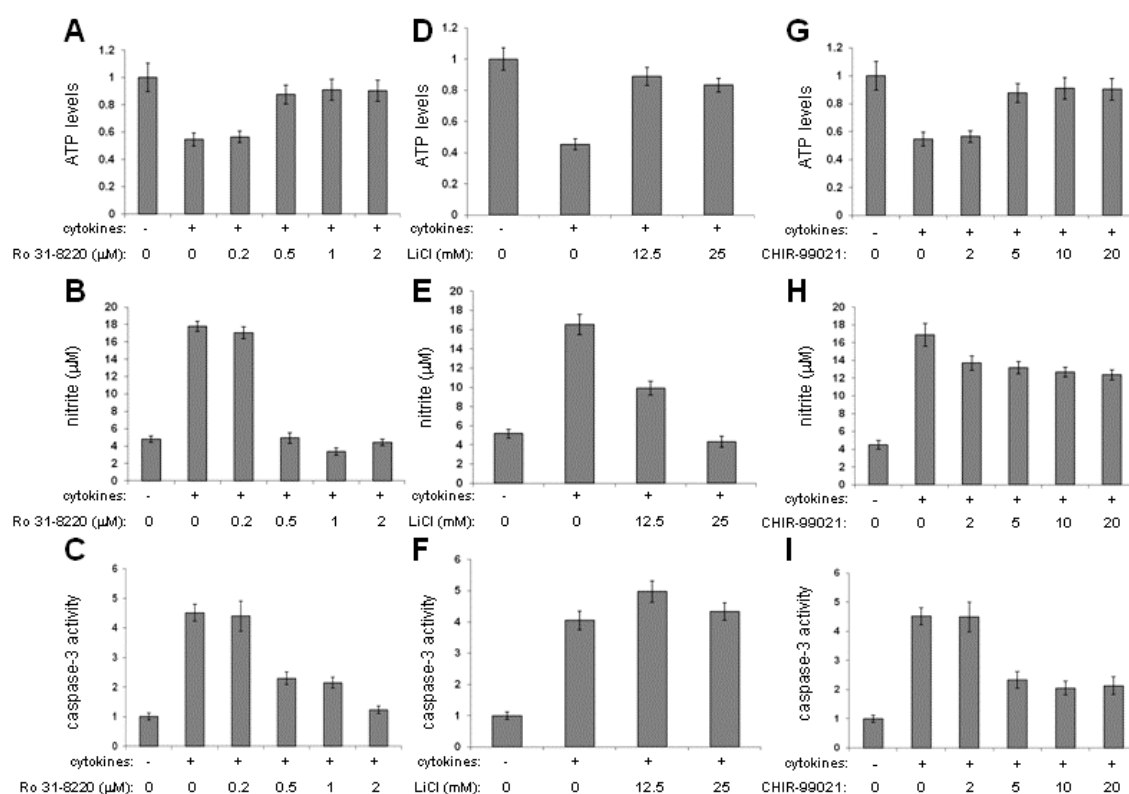 A
ATP levels
1.2
1
0.8
0.6
0.4
0.2
0
cytokines: - + + + + +
Ro 31-8220 (µM): 0 0 0.2 0.5 1 2
D
ATP levels
1.2
1
0.8
0.6
0.4
0.2
0
cytokines: - + + +
LiCl (mM): 0 0 12.5 25
G
ATP levels
1.2
1
0.8
0.6
0.4
0.2
0
cytokines: - + + + + +
CHIR-99021: 0 0 2 5 10 20
B
nitrite (µM)
20
18
16
14
12
10
8
6
4
2
0
cytokines: - + + + + +
Ro 31-8220 (µM): 0 0 0.2 0.5 1 2
E
nitrite (µM)
20
18
16
14
12
10
8
6
4
2
0
cytokines: - + + +
LiCl (mM): 0 0 12.5 25
H
nitrite (µM)
20
18
16
14
12
10
8
6
4
2
0
cytokines: - + + + + +
CHIR-99021: 0 0 2 5 10 20
C
caspase-3 activity
6
5
4
3
2
1
0
cytokines: - + + + + +
Ro 31-8220 (µM): 0 0 0.2 0.5 1 2
F
caspase-3 activity
6
5
4
3
2
1
0
cytokines: - + + +
LiCl (mM): 0 0 12.5 25
I
caspase-3 activity
6
5
4
3
2
1
0
cytokines: - + + + + +
CHIR-99021: 0 0 2 5 10 20